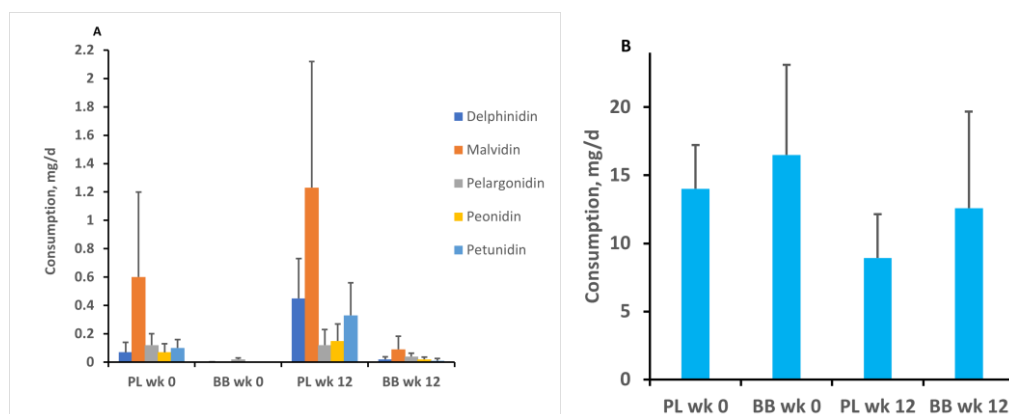 A
Consumption, mg/d
2.2
2
1.8
1.6
1.4
1.2
1
0.8
0.6
0.4
0.2
0
PL wk 0 BB wk 0 PL wk 12 BB wk 12
Delphinidin
Malvidin
Pelargonidin
Peonidin
Petunidin
B
Consumption, mg/d
20
15
10
5
0
PL wk 0 BB wk 0 PL wk 12 BB wk 12